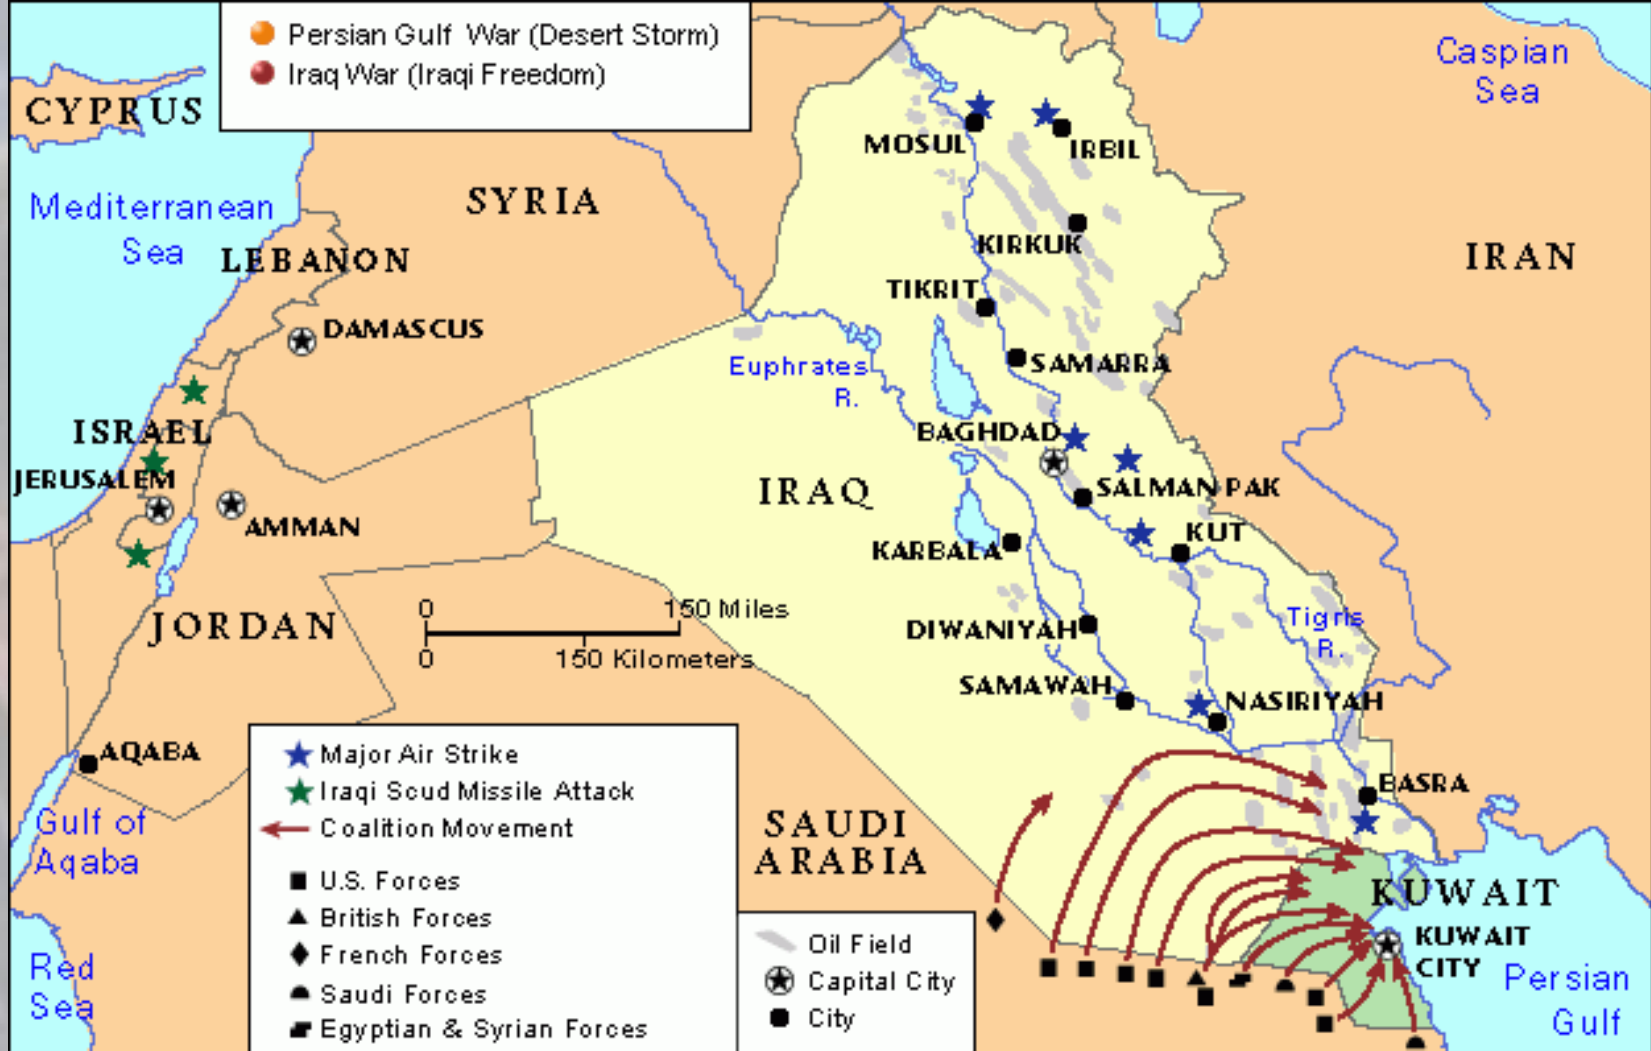 Persian Gulf War (Desert Storm)
Iraq War (Iraqi Freedom)
Caspian
Sea
CYPRUS
MOSUL
IRBIL
SYRIA
Mediterranean
Sea
LEBANON
KIRKUK
IRAN
TIKRIT
DAMASCUS
SAMARRA
Euphrates
R.
ISRAEL
BAGHDAD
JERUSALEM
IRAQ
SALMAN PAK
AMMAN
KUT
KARBALA
JORDAN
0
150 Miles
0
150 Kilometers
DIWANIYAH
Tigris
R.
SAMAWAH
NASIRIYAH
AQABA
Major Air Strike
Iraqi Scud Missile Attack
Coalition Movement
U.S. Forces
British Forces
French Forces
Saudi Forces
Egyptian & Syrian Forces
BASRA
Gulf of
Aqaba
SAUDI
ARABIA
KUWAIT
Oil Field
Capital City
City
KUWAIT
CITY
Red
Sea
Persian
Gulf